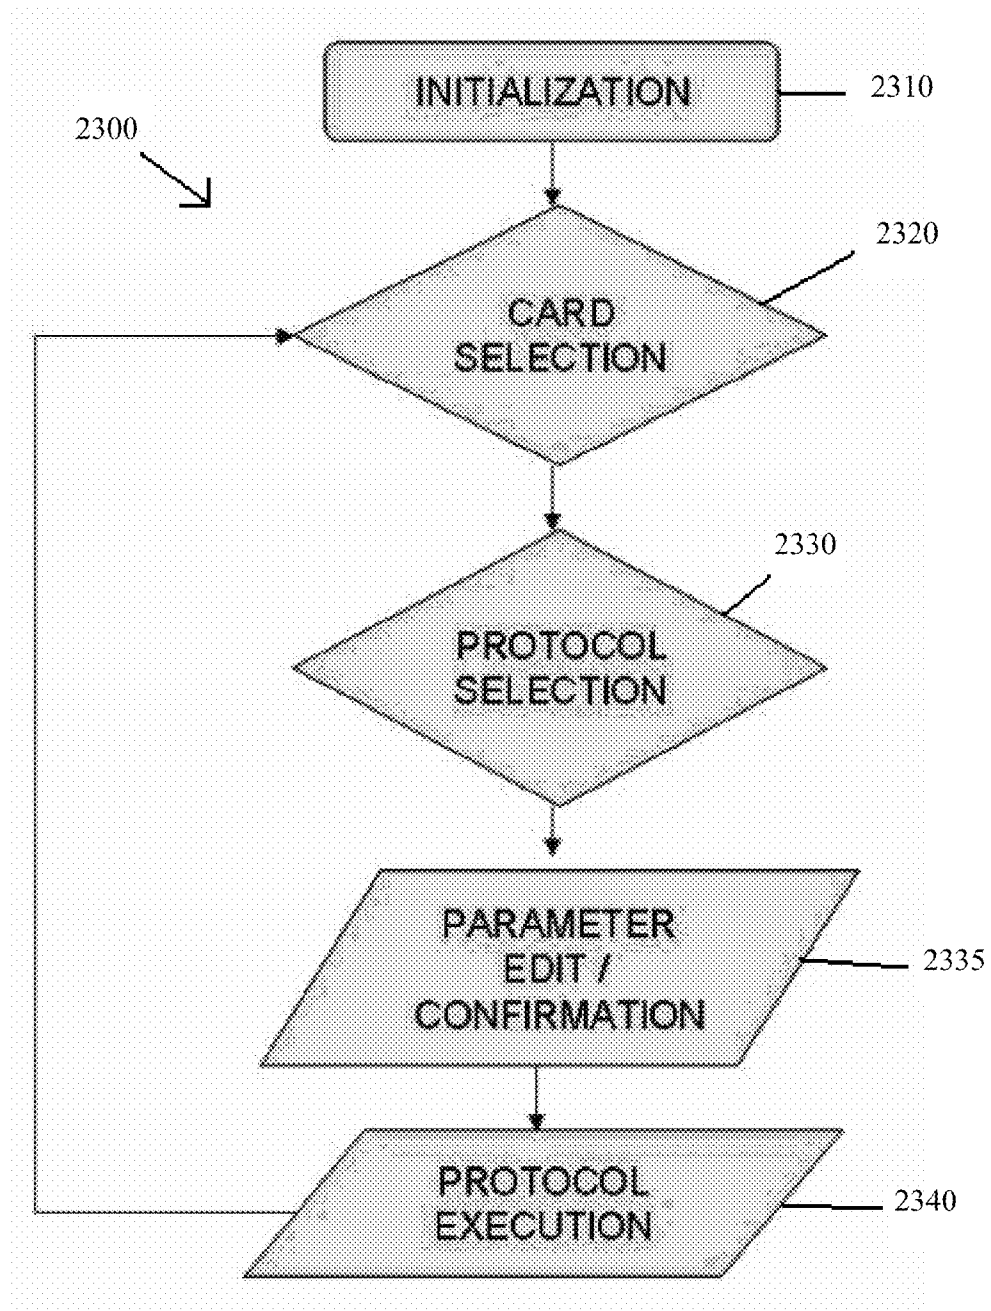 INITIALIZATION
2310
2300
2320
CARD
SELECTION
2330
PROTOCOL
SELECTION
PARAMETER
EDIT /
CONFIRMATION
2335
PROTOCOL
EXECUTION
2340